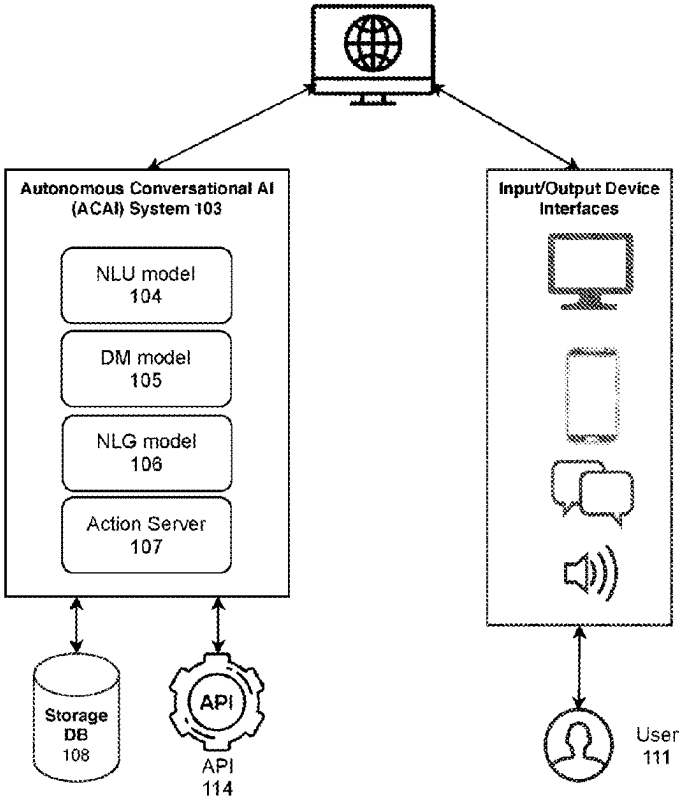 Autonomous Conversational AI
(ACAI) System 103
NLU model
104
DM model
105
NLG model
106
Action Server
107
Storage
DB
108
API
API
114
Input/Output Device
Interfaces
User
111